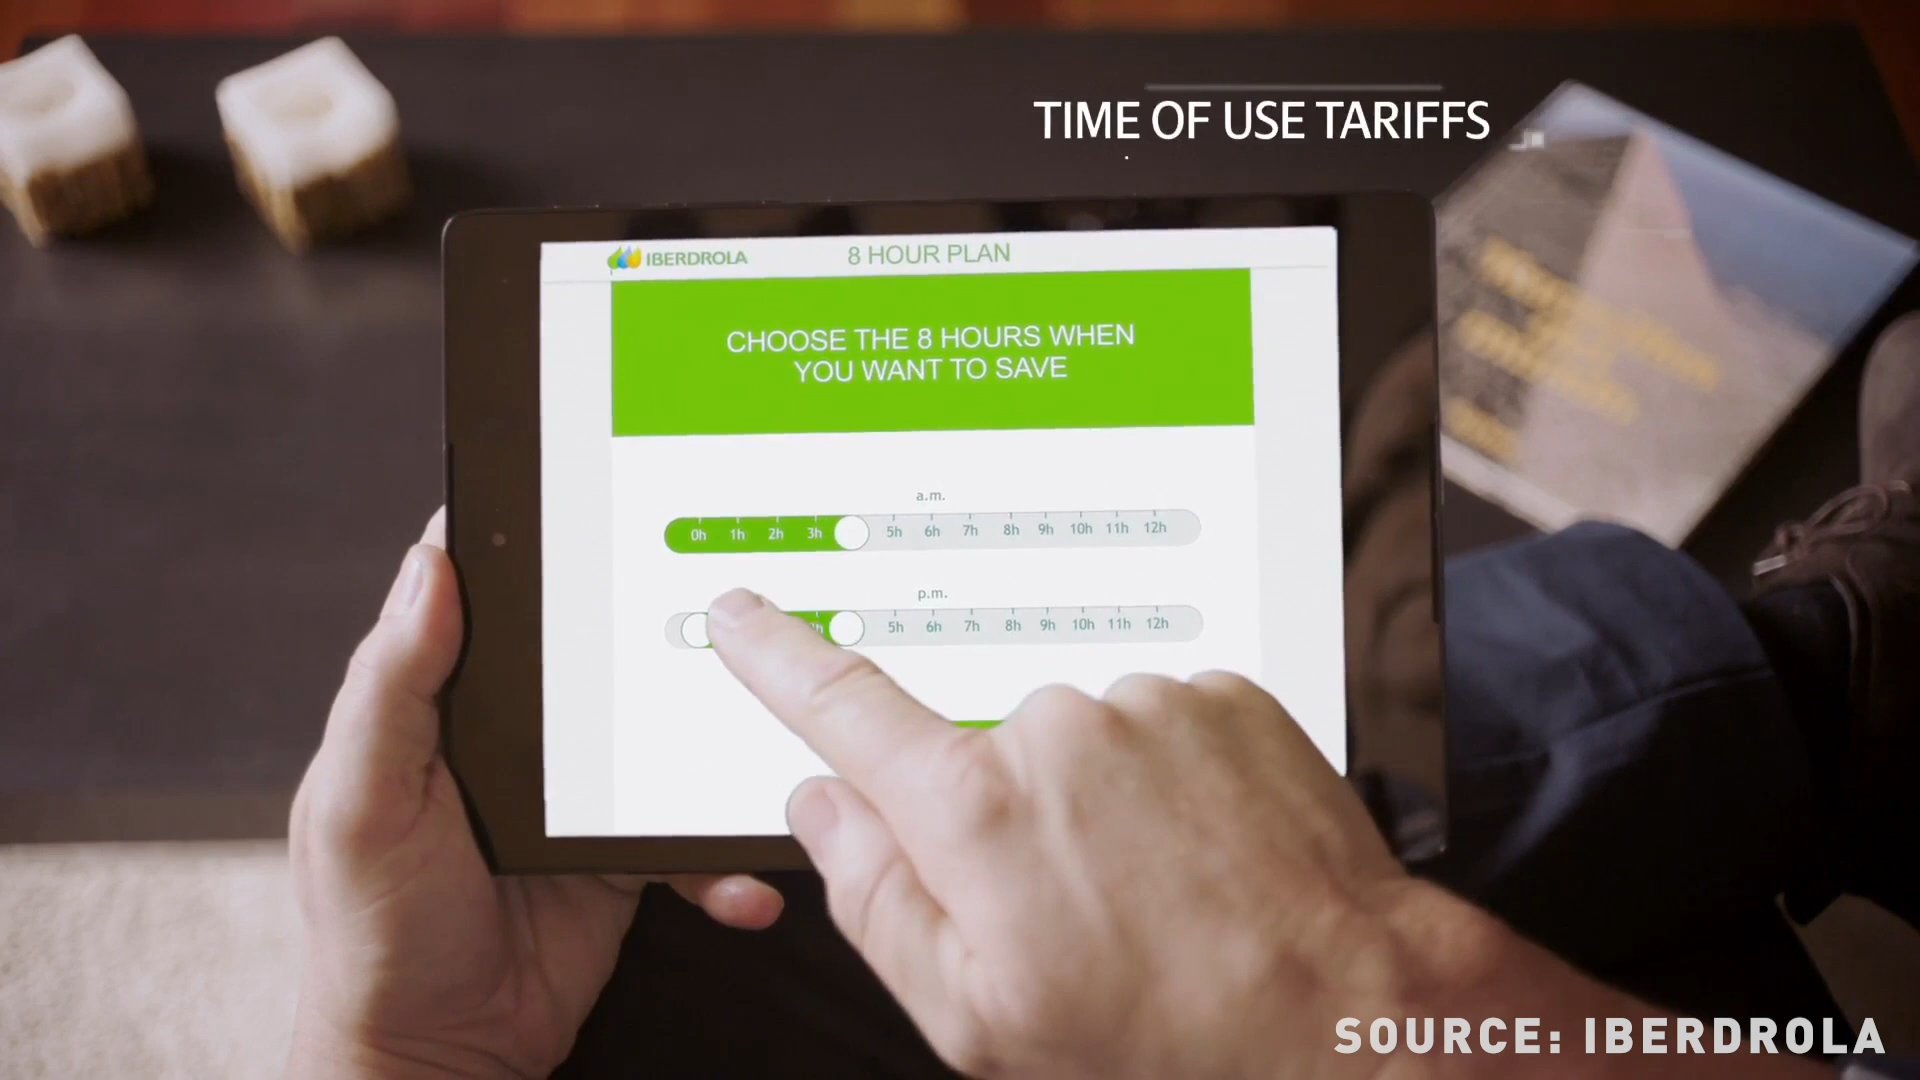 TIME OF USE TARIFFS
IBERDROLA
8 HOUR PLAN
CHOOSE THE 8 HOURS WHEN
YOU WANT TO SAVE
a.m.
0h 1h 2h 3h 5h 6h 7h 8h 9h 10h 11h 12h
p.m.
5h 6h 7h 8h 9h 10h 11h 12h
SOURCE: IBERDROLA